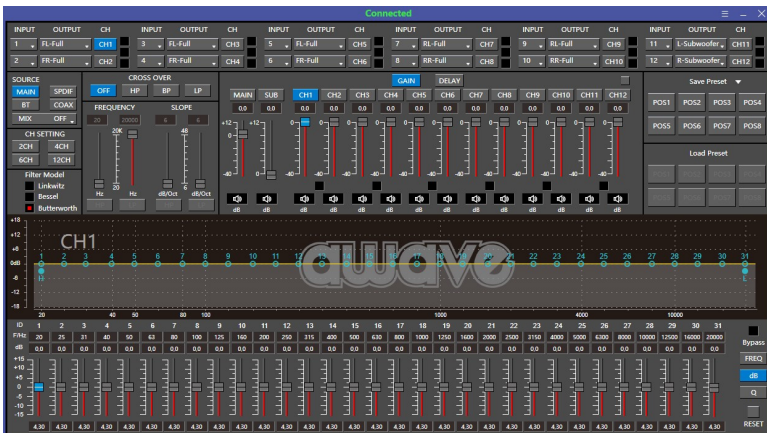 Connected
INPUT OUTPUT CH INPUT OUTPUT CH INPUT OUTPUT CH INPUT OUTPUT CH INPUT OUTPUT CH INPUT OUTPUT CH
1 FL-Full CH1 3 FL-Full CH3 5 FL-Full CH5 7 RL-Full CH7 9 RL-Full CH9 11 L-Subwoofer CH11
2 FR-Full CH2 4 FR-Full CH4 6 FR-Full CH6 8 RR-Full CH8 10 RR-Full CH10 12 R-Subwoofer CH12
SOURCE
MAIN SPDIF
BT COAX
MIX OFF
CH SETTING
2CH 4CH
6CH 12CH
Filter Model
Linkwitz
Bessel
Butterworth
CROSS OVER
OFF HP BP LP
FREQUENCY SLOPE
20 20000 6 6
20K 48
20 6
Hz Hz dB/Oct dB/Oct
GAIN DELAY
MAIN SUB CH1 CH2 CH3 CH4 CH5 CH6 CH7 CH8 CH9 CH10 CH11 CH12
0,0 0,0 0,0 0,0 0,0 0,0 0,0 0,0 0,0 0,0 0,0 0,0 0,0 0,0
+12 +12 0 0 0 0 0 0 0 0 0 0 0 0
0 0
-40 -40 -40 -40 -40 -40 -40 -40 -40 -40 -40 -40
dB dB dB dB dB dB dB dB dB dB dB dB dB dB
Save Preset
POS1 POS2 POS3 POS4
POS5 POS6 POS7 POS8
Load Preset
POS1 POS2 POS3 POS4
POS5 POS6 POS7 POS8
+18
+12
+6
0dB
-6
-12
-18
CH1
awave
1 2 3 4 5 6 7 8 9 10 11 12 13 14 15 16 17 18 19 20 21 22 23 24 25 26 27 28 29 30 31
H L
20 40 50 80 100 1000 4000 10000
ID 1 2 3 4 5 6 7 8 9 10 11 12 13 14 15 16 17 18 19 20 21 22 23 24 25 26 27 28 29 30 31
F/Hz 20 25 31 40 50 63 80 100 125 160 200 250 315 400 500 630 800 1000 1250 1600 2000 2500 3150 4000 5000 6300 8000 10000 12500 16000 20000
dB 0,0 0,0 0,0 0,0 0,0 0,0 0,0 0,0 0,0 0,0 0,0 0,0 0,0 0,0 0,0 0,0 0,0 0,0 0,0 0,0 0,0 0,0 0,0 0,0 0,0 0,0 0,0 0,0 0,0 0,0 0,0
+15
+10
+5
0
-5
-10
-15
4,30 4,30 4,30 4,30 4,30 4,30 4,30 4,30 4,30 4,30 4,30 4,30 4,30 4,30 4,30 4,30 4,30 4,30 4,30 4,30 4,30 4,30 4,30 4,30 4,30 4,30 4,30 4,30 4,30 4,30 4,30
Bypass
FREQ
dB
Q
RESET